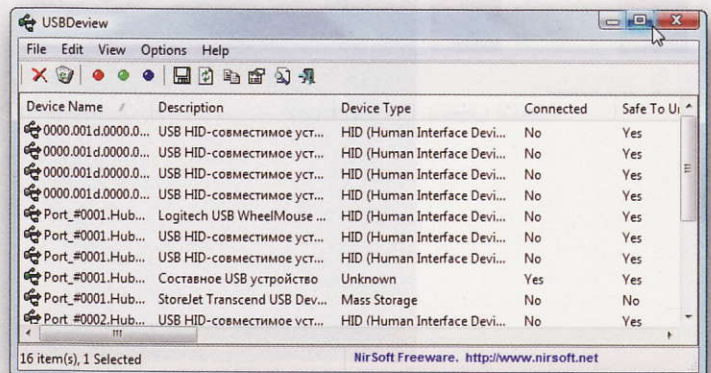 USBDeview
File Edit View Options Help
Device Name / Description Device Type Connected Safe To Un
0000.001d.0000.0... USB HID-совместимое уст... HID (Human Interface Devi... No Yes
0000.001d.0000.0... USB HID-совместимое уст... HID (Human Interface Devi... No Yes
0000.001d.0000.0... USB HID-совместимое уст... HID (Human Interface Devi... No Yes
0000.001d.0000.0... USB HID-совместимое уст... HID (Human Interface Devi... No Yes
Port_#0001.Hub... Logitech USB WheelMouse ... HID (Human Interface Devi... No Yes
Port_#0001.Hub... USB HID-совместимое уст... HID (Human Interface Devi... No Yes
Port_#0001.Hub... USB HID-совместимое уст... HID (Human Interface Devi... No Yes
Port_#0001.Hub... Составное USB устройство Unknown Yes Yes
Port_#0001.Hub... StoreJet Transcend USB Dev... Mass Storage No No
Port_#0002.Hub... USB HID-совместимое уст... HID (Human Interface Devi... No Yes
16 item(s), 1 Selected NirSoft Freeware. http://www.nirsoft.net